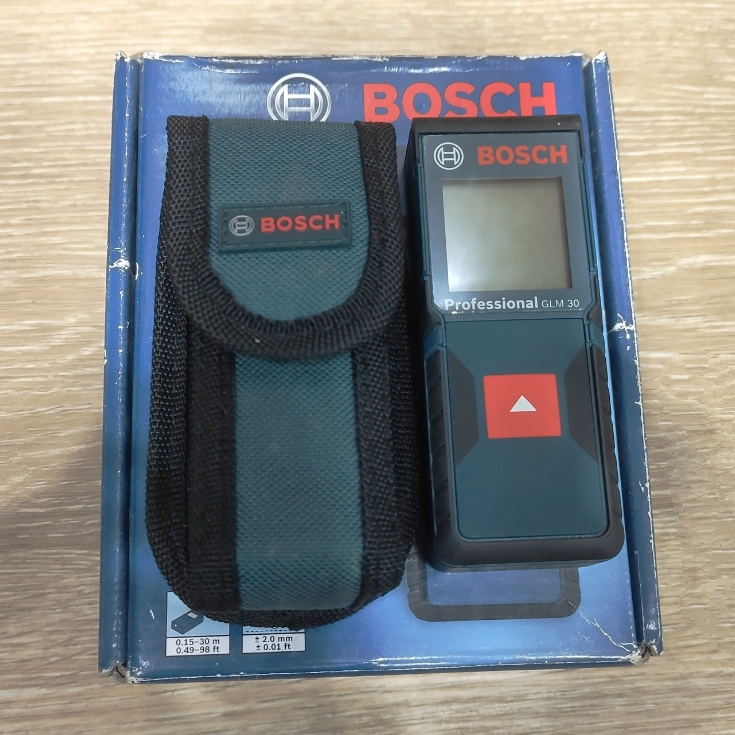 BOSCH
BOSCH
BOSCH
Professional GLM 30
0.15–30 m
0.49–98 ft
± 2.0 mm
± 0.01 ft